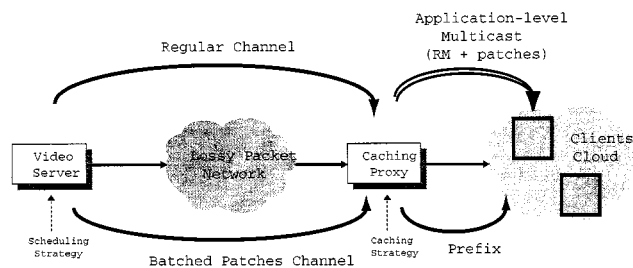 Application-level
Multicast
(RM + patches)
Regular Channel
Video
Server
Lossy Packet
Network
Caching
Proxy
Clients
Cloud
Scheduling
Strategy
Caching
Strategy
Prefix
Batched Patches Channel